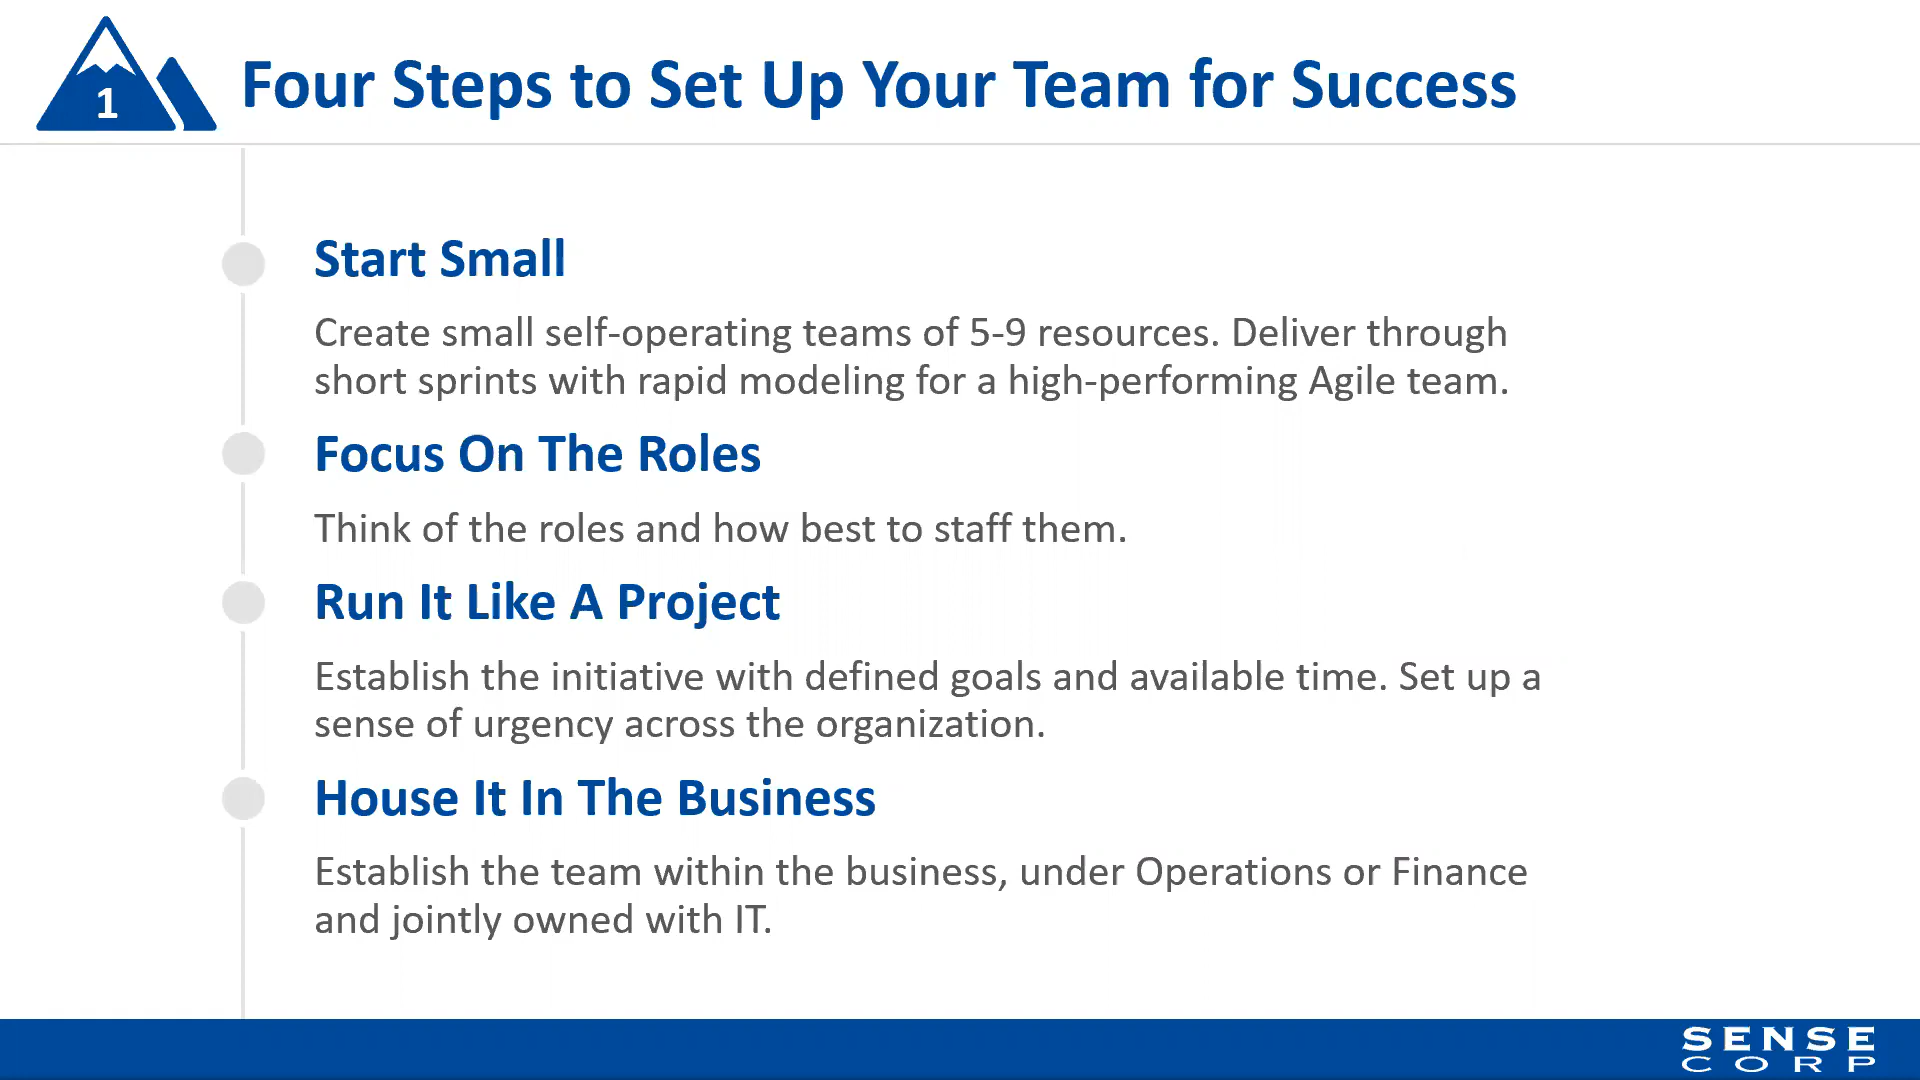 1
Four Steps to Set Up Your Team for Success
Start Small
Create small self-operating teams of 5-9 resources. Deliver through
short sprints with rapid modeling for a high-performing Agile team.
Focus On The Roles
Think of the roles and how best to staff them.
Run It Like A Project
Establish the initiative with defined goals and available time. Set up a
sense of urgency across the organization.
House It In The Business
Establish the team within the business, under Operations or Finance
and jointly owned with IT.
SENSE
CORP